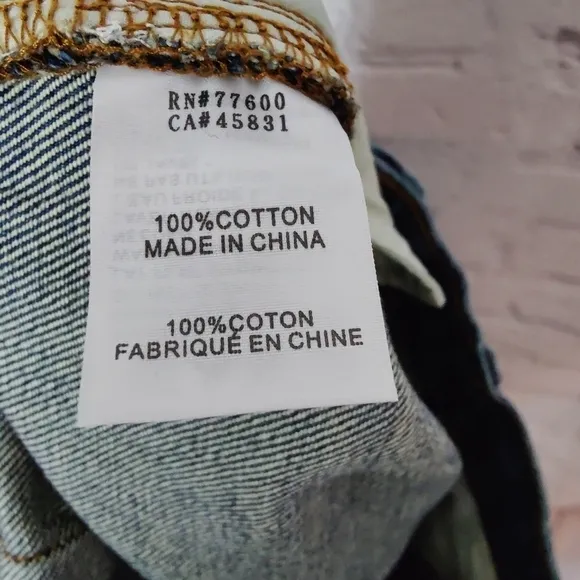 RN#77600
CA#45831
100%COTTON
MADE IN CHINA
100%COTON
FABRIQUÉ EN CHINE